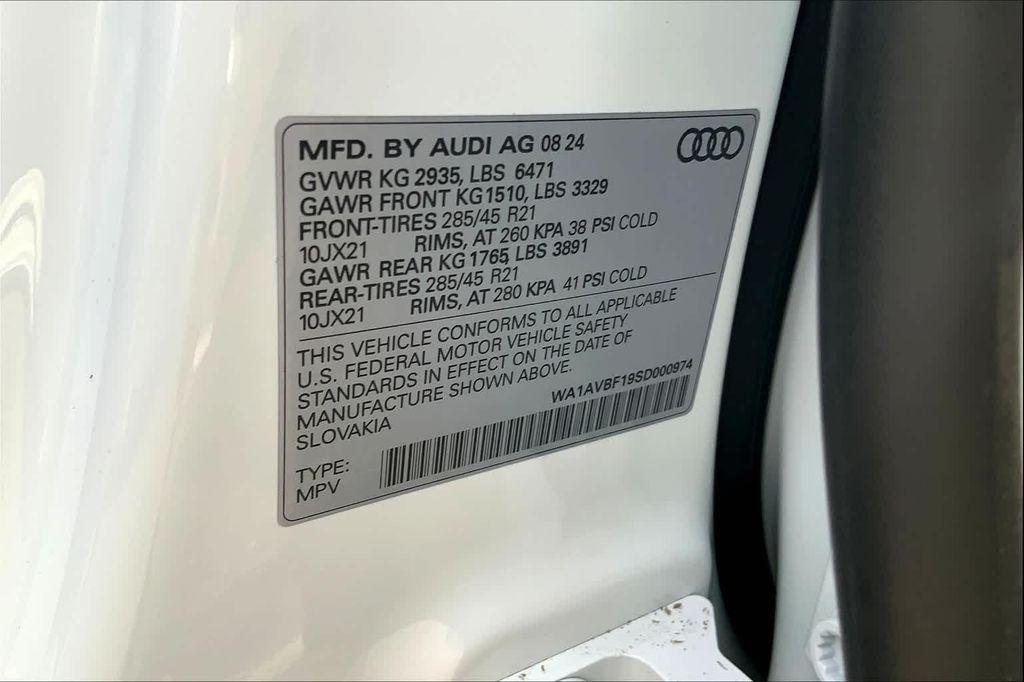 MFD. BY AUDI AG 08 24
GVWR KG 2935, LBS 6471
GAWR FRONT KG 1510, LBS 3329
FRONT-TIRES 285/45 R21
10JX21 RIMS, AT 260 KPA 38 PSI COLD
GAWR REAR KG 1765, LBS 3891
REAR-TIRES 285/45 R21
10JX21 RIMS, AT 280 KPA 41 PSI COLD
THIS VEHICLE CONFORMS TO ALL APPLICABLE
U.S. FEDERAL MOTOR VEHICLE SAFETY
STANDARDS IN EFFECT ON THE DATE OF
MANUFACTURE SHOWN ABOVE.
SLOVAKIA
WA1AVBF19SD000974
TYPE:
MPV